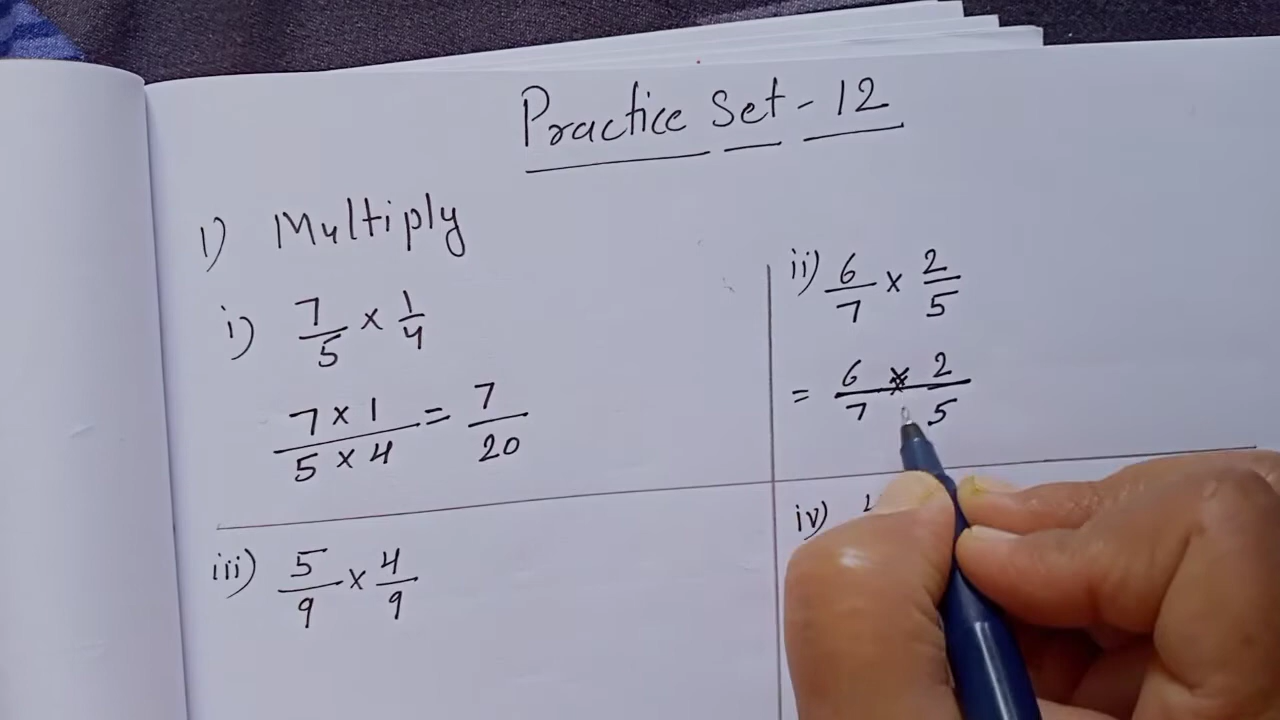 Practice Set - 12
1) Multiply
i) 7/5 × 1/4
7 × 1 / 5 × 4 = 7/20
ii) 6/7 × 2/5
= 6 × 2 / 7 5
iii) 5/9 × 4/9
iv)